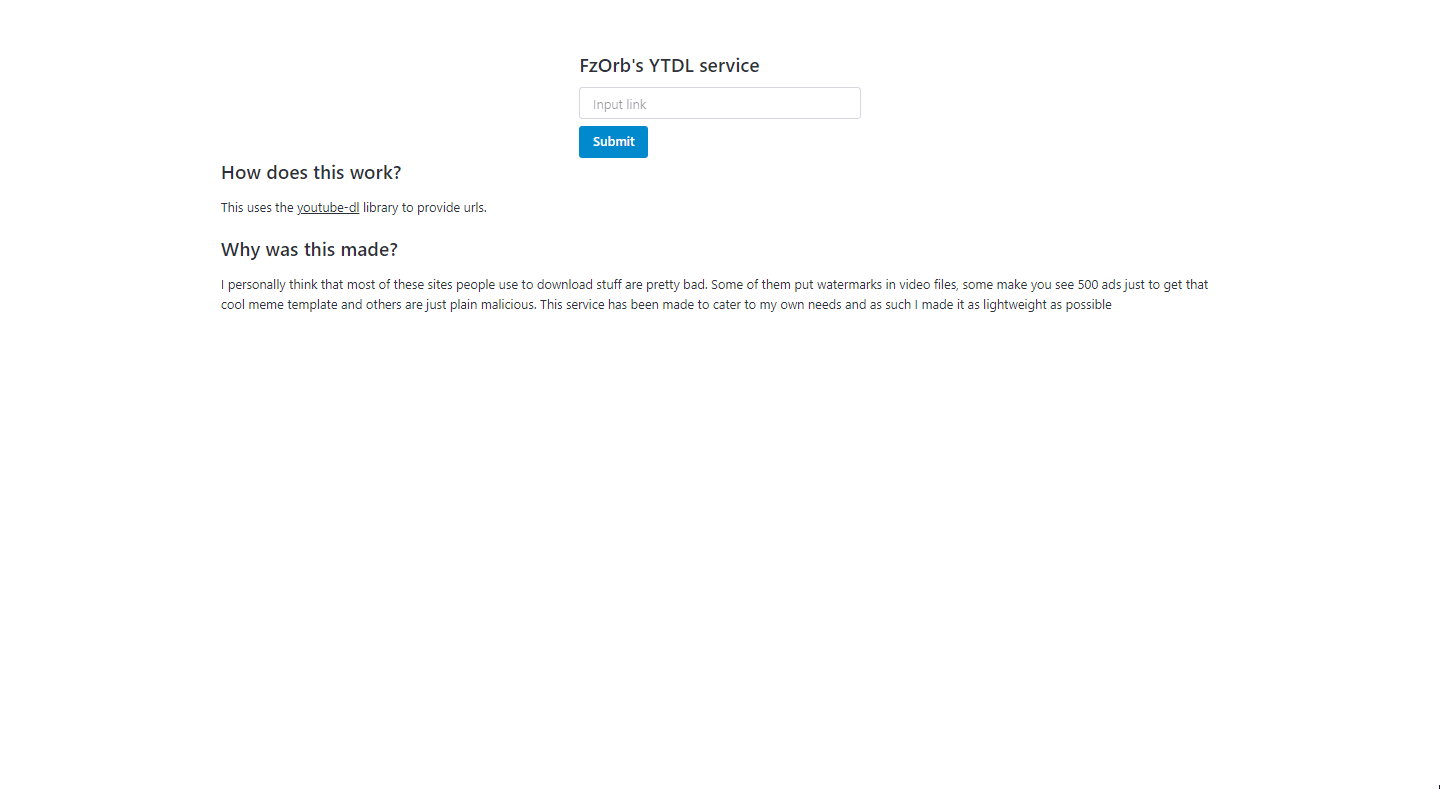 FzOrb's YTDL service
Input link
Submit
How does this work?
This uses the youtube-dl library to provide urls.
Why was this made?
I personally think that most of these sites people use to download stuff are pretty bad. Some of them put watermarks in video files, some make you see 500 ads just to get that
cool meme template and others are just plain malicious. This service has been made to cater to my own needs and as such I made it as lightweight as possible